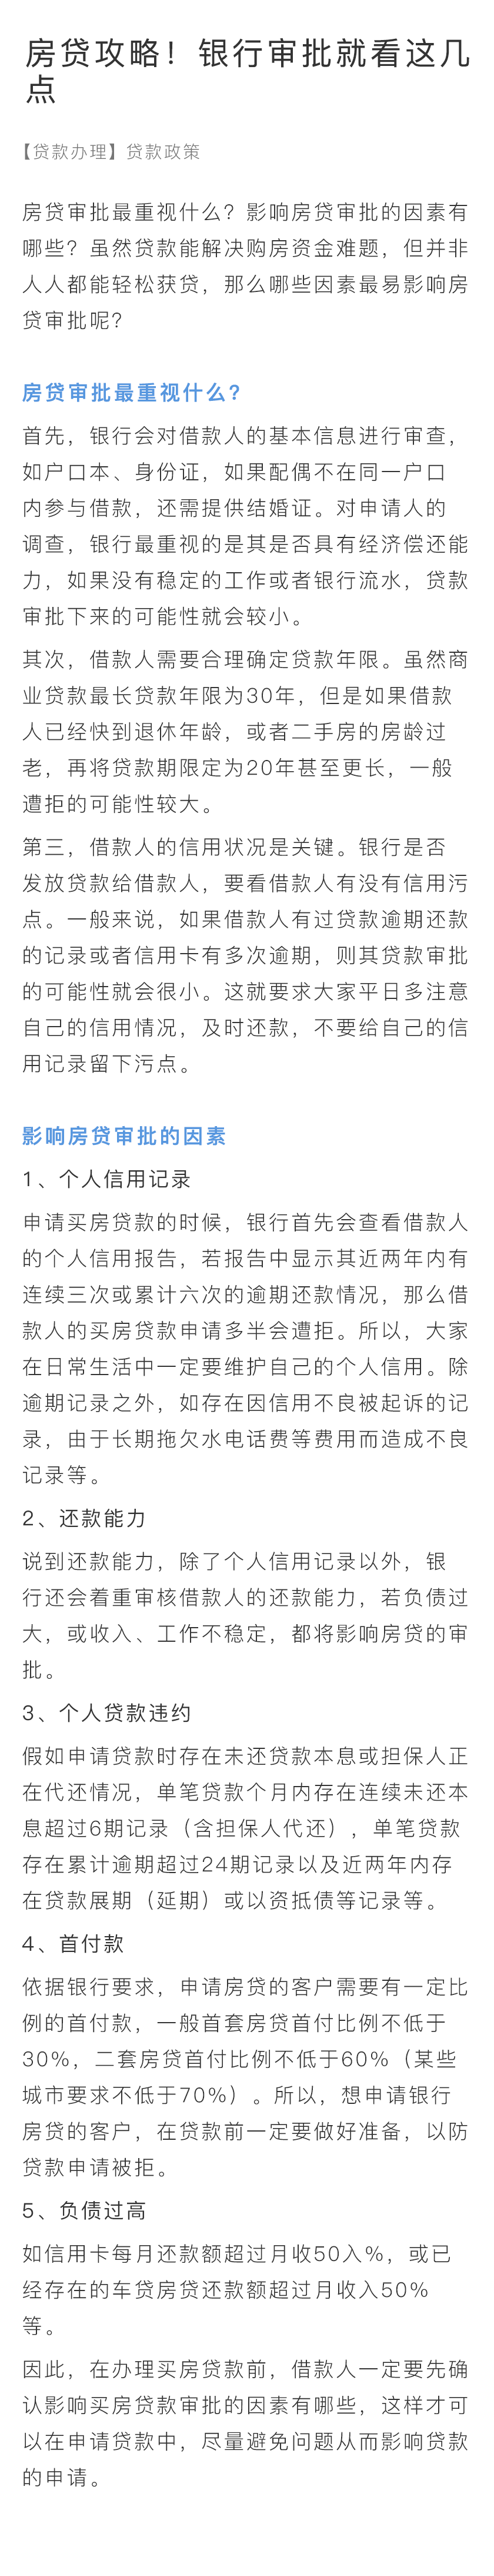 房贷攻略！银行审批就看这几
点
【贷款办理】贷款政策
房贷审批最重视什么？影响房贷审批的因素有
哪些？虽然贷款能解决购房资金难题，但并非
人人都能轻松获贷，那么哪些因素最易影响房
贷审批呢？
房贷审批最重视什么？
首先，银行会对借款人的基本信息进行审查，
如户口本、身份证，如果配偶不在同一户口
内参与借款，还需提供结婚证。对申请人的
调查，银行最重视的是其是否具有经济偿还能
力，如果没有稳定的工作或者银行流水，贷款
审批下来的可能性就会较小。
其次，借款人需要合理确定贷款年限。虽然商
业贷款最长贷款年限为30年，但是如果借款
人已经快到退休年龄，或者二手房的房龄过
老，再将贷款期限定为20年甚至更长，一般
遭拒的可能性较大。
第三，借款人的信用状况是关键。银行是否
发放贷款给借款人，要看借款人有没有信用污
点。一般来说，如果借款人有过贷款逾期还款
的记录或者信用卡有多次逾期，则其贷款审批
的可能性就会很小。这就要求大家平日多注意
自己的信用情况，及时还款，不要给自己的信
用记录留下污点。
影响房贷审批的因素
1、个人信用记录
申请买房贷款的时候，银行首先会查看借款人
的个人信用报告，若报告中显示其近两年内有
连续三次或累计六次的逾期还款情况，那么借
款人的买房贷款申请多半会遭拒。所以，大家
在日常生活中一定要维护自己的个人信用。除
逾期记录之外，如存在因信用不良被起诉的记
录，由于长期拖欠水电话费等费用而造成不良
记录等。
2、还款能力
说到还款能力，除了个人信用记录以外，银
行还会着重审核借款人的还款能力，若负债过
大，或收入、工作不稳定，都将影响房贷的审
批。
3、个人贷款违约
假如申请贷款时存在未还贷款本息或担保人正
在代还情况，单笔贷款个月内存在连续未还本
息超过6期记录（含担保人代还），单笔贷款
存在累计逾期超过24期记录以及近两年内存
在贷款展期（延期）或以资抵债等记录等。
4、首付款
依据银行要求，申请房贷的客户需要有一定比
例的首付款，一般首套房贷首付比例不低于
30%，二套房贷首付比例不低于60%（某些
城市要求不低于70%）。所以，想申请银行
房贷的客户，在贷款前一定要做好准备，以防
贷款申请被拒。
5、负债过高
如信用卡每月还款额超过月收50入%，或已
经存在的车贷房贷还款额超过月收入50%
等。
因此，在办理买房贷款前，借款人一定要先确
认影响买房贷款审批的因素有哪些，这样才可
以在申请贷款中，尽量避免问题从而影响贷款
的申请。